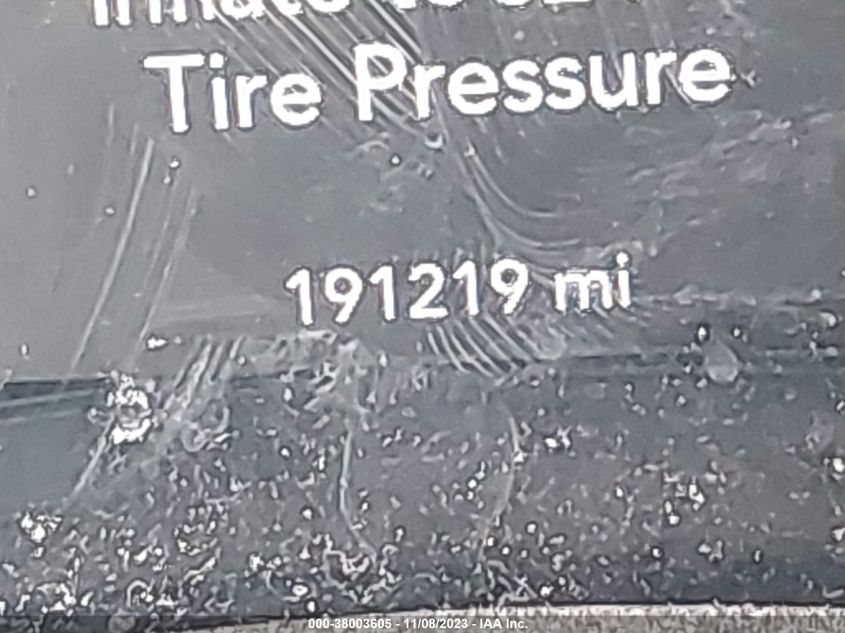 Tire Pressure
191219 mi
000-38003605 - 11/08/2023 - IAA Inc.